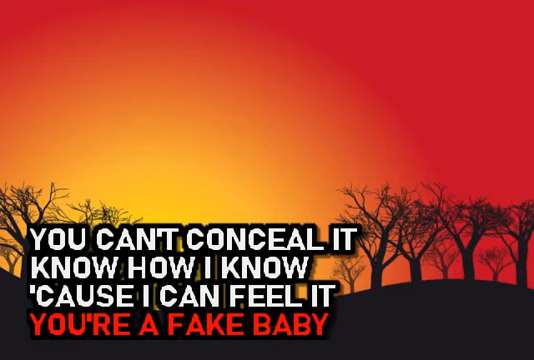 YOU CAN'T CONCEAL IT
KNOW HOW I KNOW
'CAUSE I CAN FEEL IT
YOU'RE A FAKE BABY